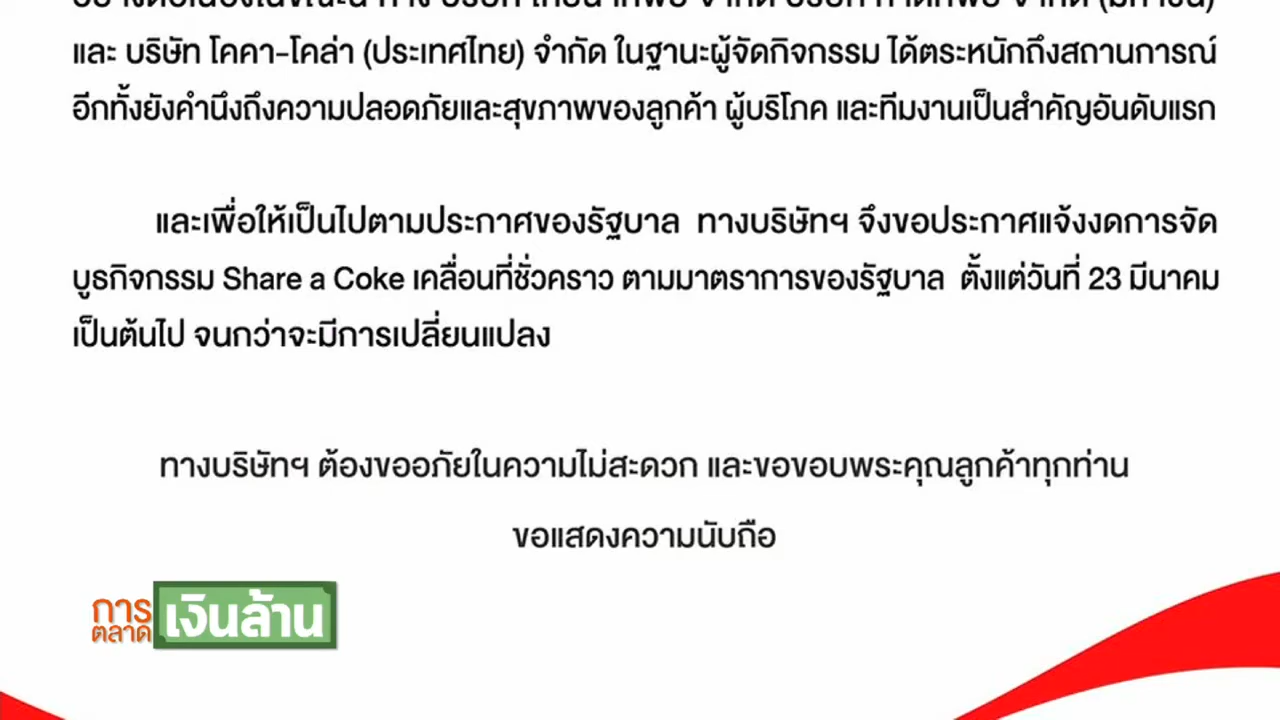 และ บริษัท โคคา-โคล่า (ประเทศไทย) จำกัด ในฐานะผู้จัดกิจกรรม ได้ตระหนักถึงสถานการณ์
อีกทั้งยังคำนึงถึงความปลอดภัยและสุขภาพของลูกค้า ผู้บริโภค และทีมงานเป็นสำคัญอันดับแรก
และเพื่อให้เป็นไปตามประกาศของรัฐบาล ทางบริษัทฯ จึงขอประกาศแจ้งงดการจัด
บูธกิจกรรม Share a Coke เคลื่อนที่ชั่วคราว ตามมาตราการของรัฐบาล ตั้งแต่วันที่ 23 มีนาคม
เป็นต้นไป จนกว่าจะมีการเปลี่ยนแปลง
ทางบริษัทฯ ต้องขออภัยในความไม่สะดวก และขอขอบพระคุณลูกค้าทุกท่าน
ขอแสดงความนับถือ
การตลาด เงินล้าน